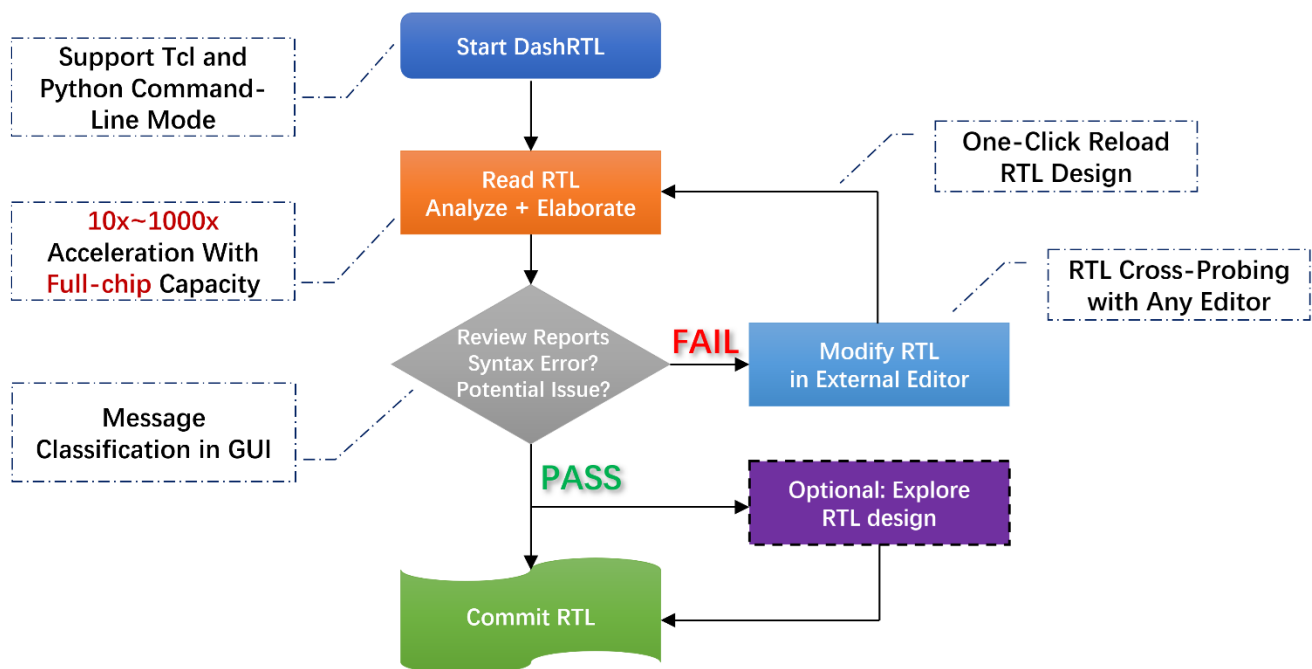 Start DashRTL
Support Tcl and
Python Command-
Line Mode
One-Click Reload
RTL Design
Read RTL
Analyze + Elaborate
10x~1000x
Acceleration With
Full-chip Capacity
RTL Cross-Probing
with Any Editor
Review Reports
Syntax Error?
Potential Issue?
FAIL
Modify RTL
in External Editor
Message
Classification in GUI
PASS
Optional: Explore
RTL design
Commit RTL